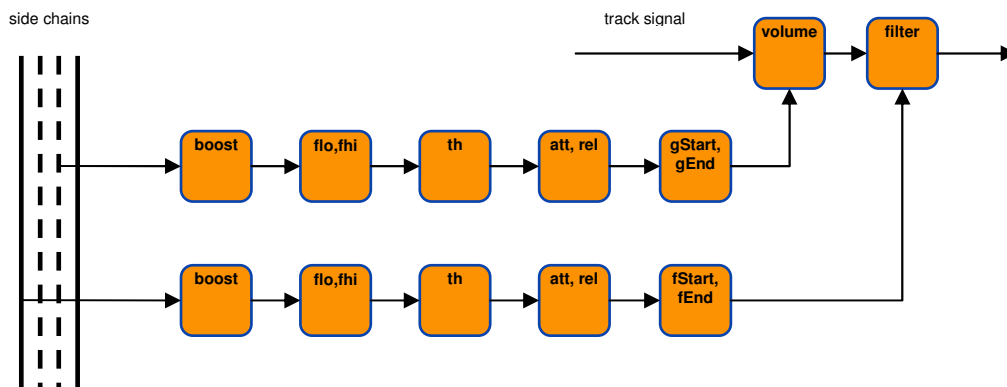 side chains
track signal
volume
filter
boost
flo,fhi
th
att, rel
gStart,
gEnd
boost
flo,fhi
th
att, rel
fStart,
fEnd